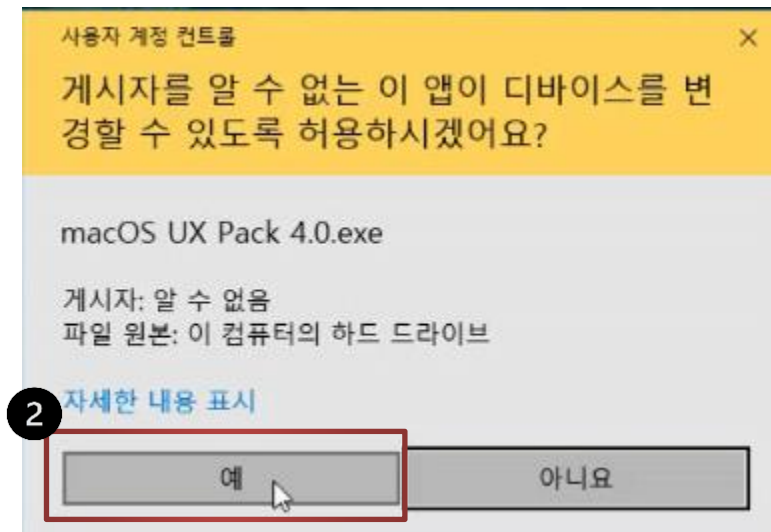 사용자 계정 컨트롤
게시자를 알 수 없는 이 앱이 디바이스를 변
경할 수 있도록 허용하시겠어요?
macOS UX Pack 4.0.exe
게시자: 알 수 없음
파일 원본: 이 컴퓨터의 하드 드라이브
자세한 내용 표시
2
예
아니요